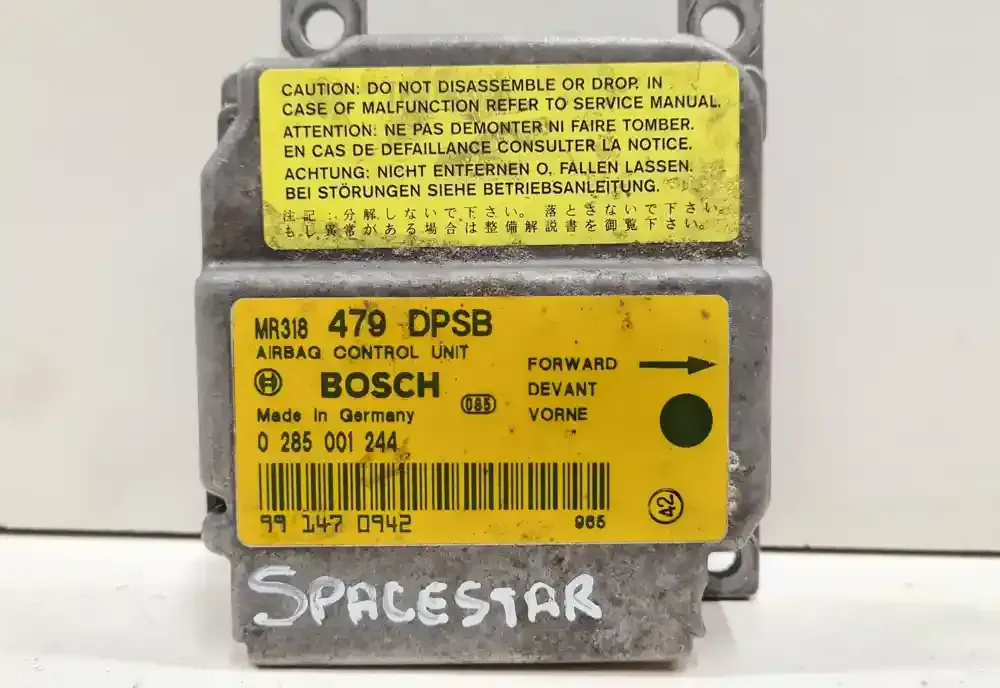 CAUTION: DO NOT DISASSEMBLE OR DROP. IN
CASE OF MALFUNCTION REFER TO SERVICE MANUAL.
ATTENTION: NE PAS DEMONTER NI FAIRE TOMBER.
EN CAS DE DEFAILLANCE CONSULTER LA NOTICE.
ACHTUNG: NICHT ENTFERNEN O. FALLEN LASSEN.
BEI STÖRUNGEN SIEHE BETRIEBSANLEITUNG.
注記:分解しないで下さい。落とさないで下さい。
もし異常がある場合は整備解説書を御覧下さい。
MR318 479 DPSB
AIRBAG CONTROL UNIT
BOSCH
085
Made in Germany
0 285 001 244
FORWARD
DEVANT
VORNE
99 147 0942
965
42
SPACESTAR